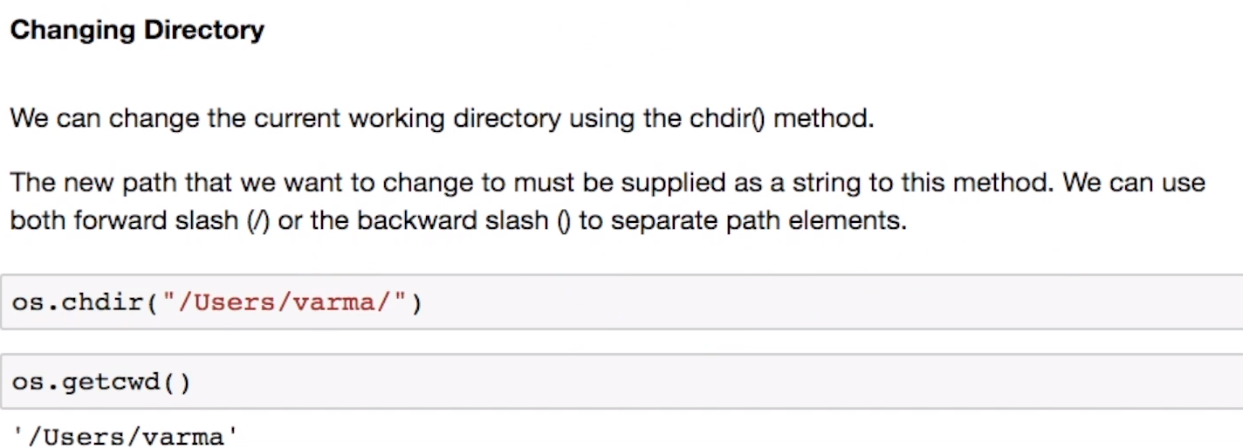 Changing Directory
We can change the current working directory using the chdir() method.
The new path that we want to change to must be supplied as a string to this method. We can use
both forward slash (/) or the backward slash () to separate path elements.
os.chdir("/Users/varma/")
os.getcwd()
'/Users/varma'